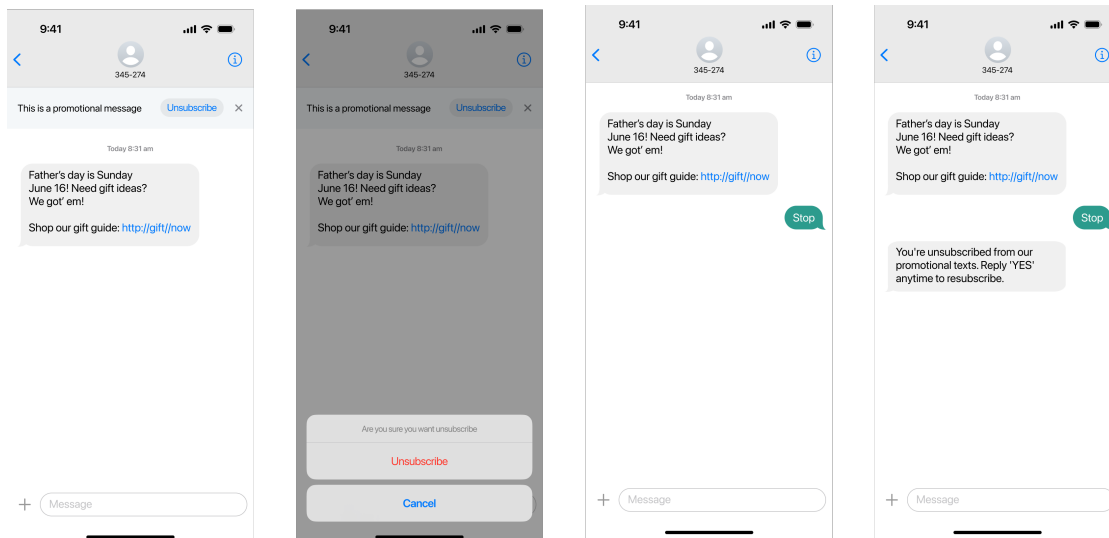 9:41
345-274
This is a promotional message Unsubscribe
Today 8:31 am
Father's day is Sunday
June 16! Need gift ideas?
We got' em!
Shop our gift guide: http://gift//now
Message
9:41
345-274
This is a promotional message Unsubscribe
Today 8:31 am
Father's day is Sunday
June 16! Need gift ideas?
We got' em!
Shop our gift guide: http://gift//now
Are you sure you want unsubscribe
Unsubscribe
Cancel
9:41
345-274
Today 8:31 am
Father's day is Sunday
June 16! Need gift ideas?
We got' em!
Shop our gift guide: http://gift//now
Stop
Message
9:41
345-274
Today 8:31 am
Father's day is Sunday
June 16! Need gift ideas?
We got' em!
Shop our gift guide: http://gift//now
Stop
You're unsubscribed from our
promotional texts. Reply 'YES'
anytime to resubscribe.
Message